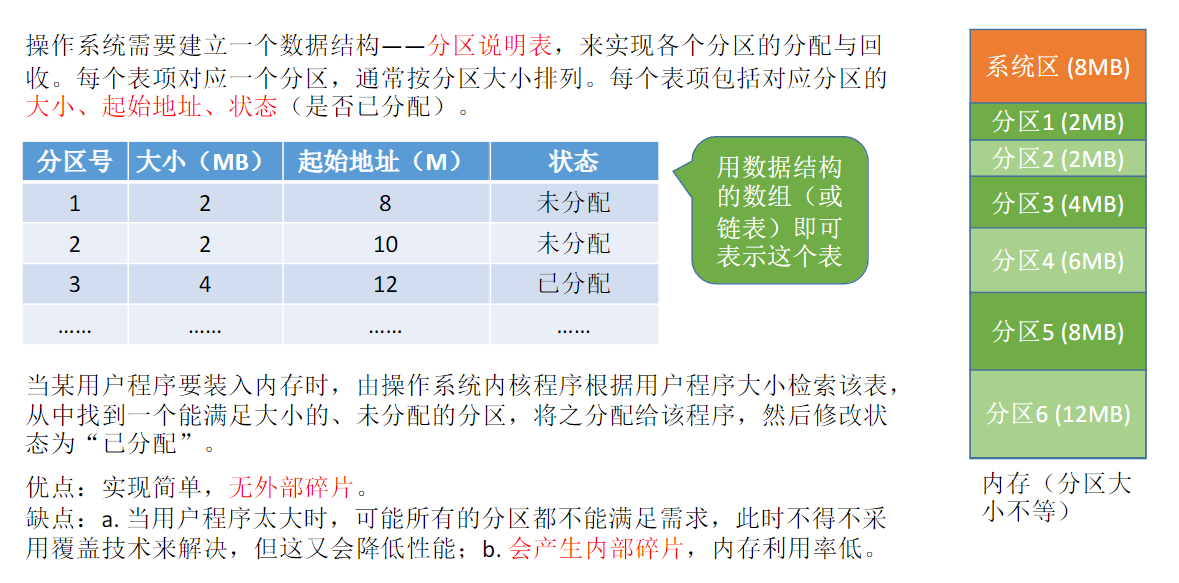 操作系统需要建立一个数据结构——分区说明表，来实现各个分区的分配与回
收。每个表项对应一个分区，通常按分区大小排列。每个表项包括对应分区的
大小、起始地址、状态（是否已分配）。
分区号 大小（MB） 起始地址（M） 状态
1 2 8 未分配
2 2 10 未分配
3 4 12 已分配
…… …… …… ……
用数据结构
的数组（或
链表）即可
表示这个表
当某用户程序要装入内存时，由操作系统内核程序根据用户程序大小检索该表，
从中找到一个能满足大小的、未分配的分区，将之分配给该程序，然后修改状
态为“已分配”。
优点：实现简单，无外部碎片。
缺点：a. 当用户程序太大时，可能所有的分区都不能满足需求，此时不得不采
用覆盖技术来解决，但这又会降低性能；b. 会产生内部碎片，内存利用率低。
系统区 (8MB)
分区1 (2MB)
分区2 (2MB)
分区3 (4MB)
分区4 (6MB)
分区5 (8MB)
分区6 (12MB)
内存（分区大
小不等）